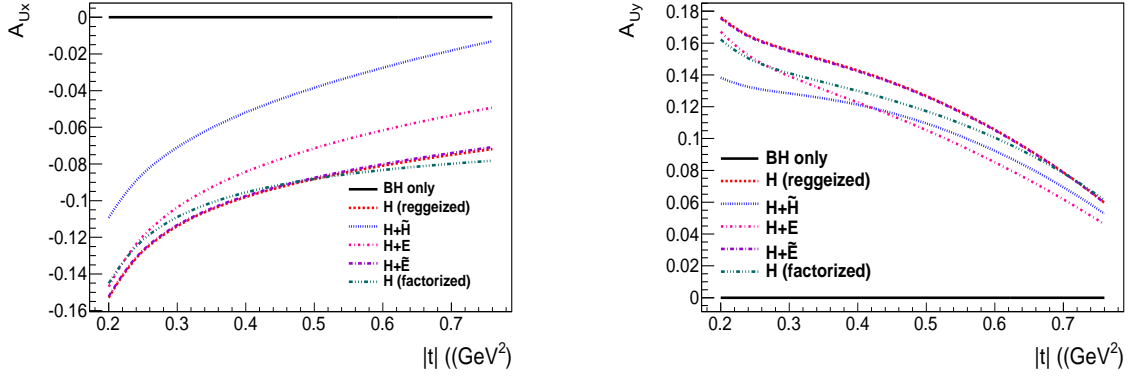 A_Ux
0
-0.02
-0.04
-0.06
-0.08
-0.1
-0.12
-0.14
-0.16
BH only
H (reggeized)
H+H̃
H+E
H+Ẽ
H (factorized)
0.2 0.3 0.4 0.5 0.6 0.7
|t| ((GeV²)
A_Uy
0.18
0.16
0.14
0.12
0.1
0.08
0.06
0.04
0.02
0
BH only
H (reggeized)
H+H̃
H+E
H+Ẽ
H (factorized)
0.2 0.3 0.4 0.5 0.6 0.7
|t| ((GeV²)